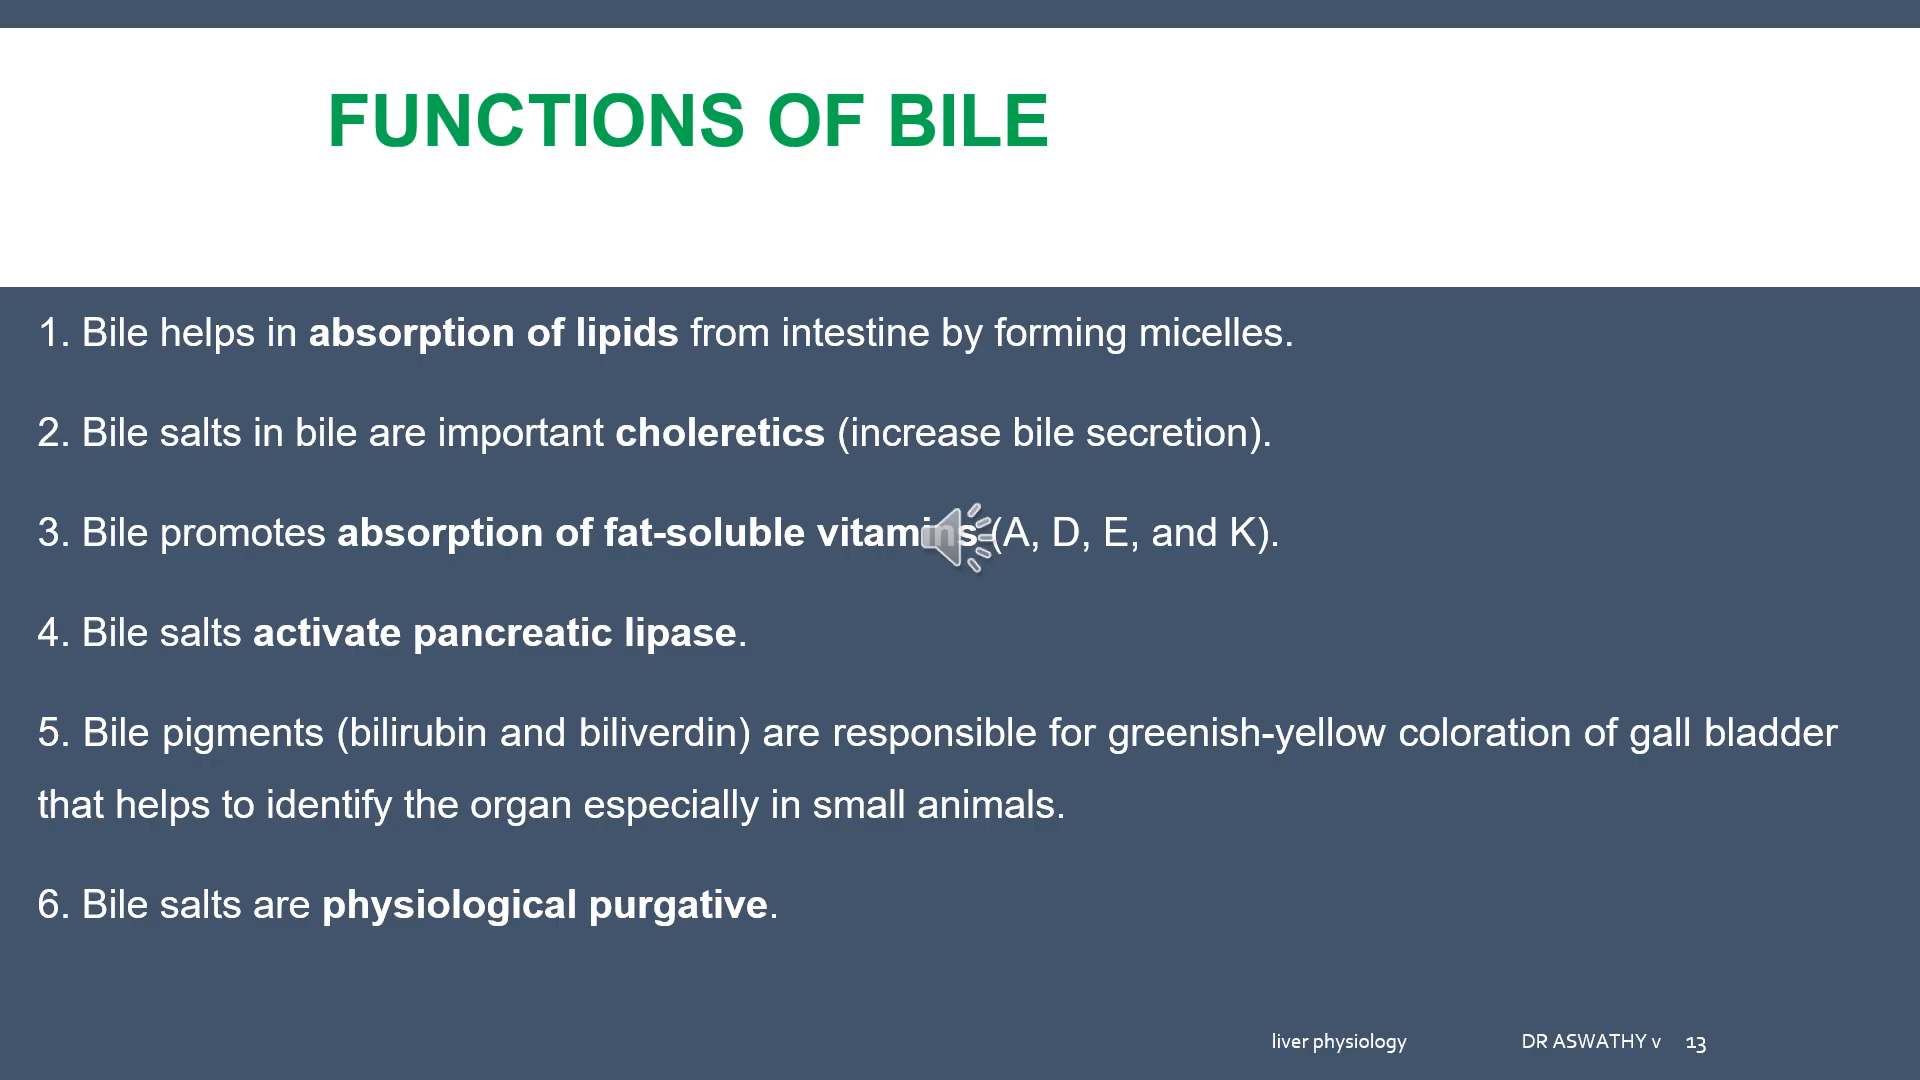 FUNCTIONS OF BILE
1. Bile helps in absorption of lipids from intestine by forming micelles.
2. Bile salts in bile are important choleretics (increase bile secretion).
3. Bile promotes absorption of fat-soluble vitamins (A, D, E, and K).
4. Bile salts activate pancreatic lipase.
5. Bile pigments (bilirubin and biliverdin) are responsible for greenish-yellow coloration of gall bladder
that helps to identify the organ especially in small animals.
6. Bile salts are physiological purgative.
liver physiology DR ASWATHY v 13